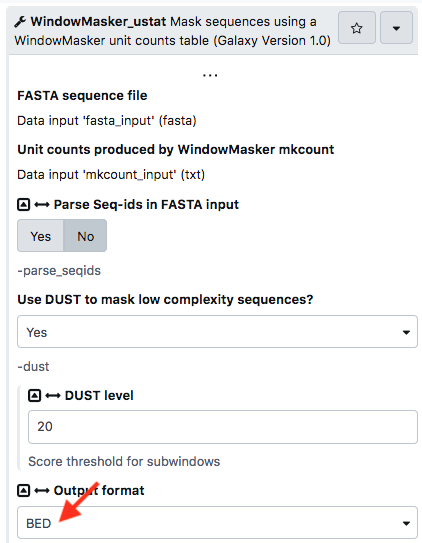 WindowMasker_ustat Mask sequences using a
WindowMasker unit counts table (Galaxy Version 1.0)
...
FASTA sequence file
Data input 'fasta_input' (fasta)
Unit counts produced by WindowMasker mkcount
Data input 'mkcount_input' (txt)
Parse Seq-ids in FASTA input
Yes No
-parse_seqids
Use DUST to mask low complexity sequences?
Yes
-dust
DUST level
20
Score threshold for subwindows
Output format
BED